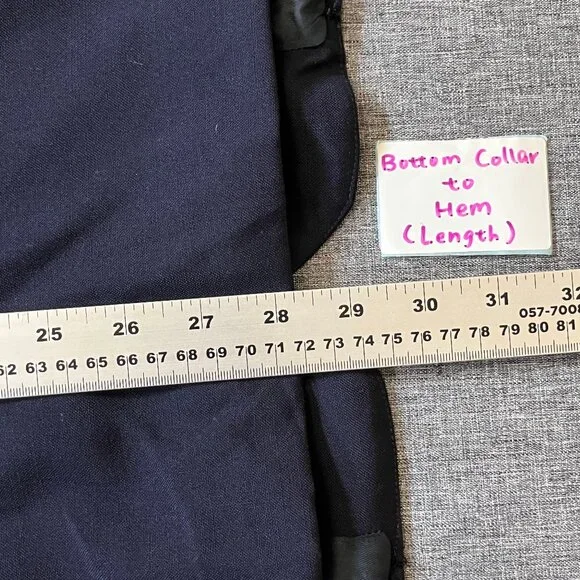 Bottom Collar
to
Hem
(Length)
25 26 27 28 29 30 31 32
057-7008
62 63 64 65 66 67 68 69 70 71 72 73 74 75 76 77 78 79 80 81